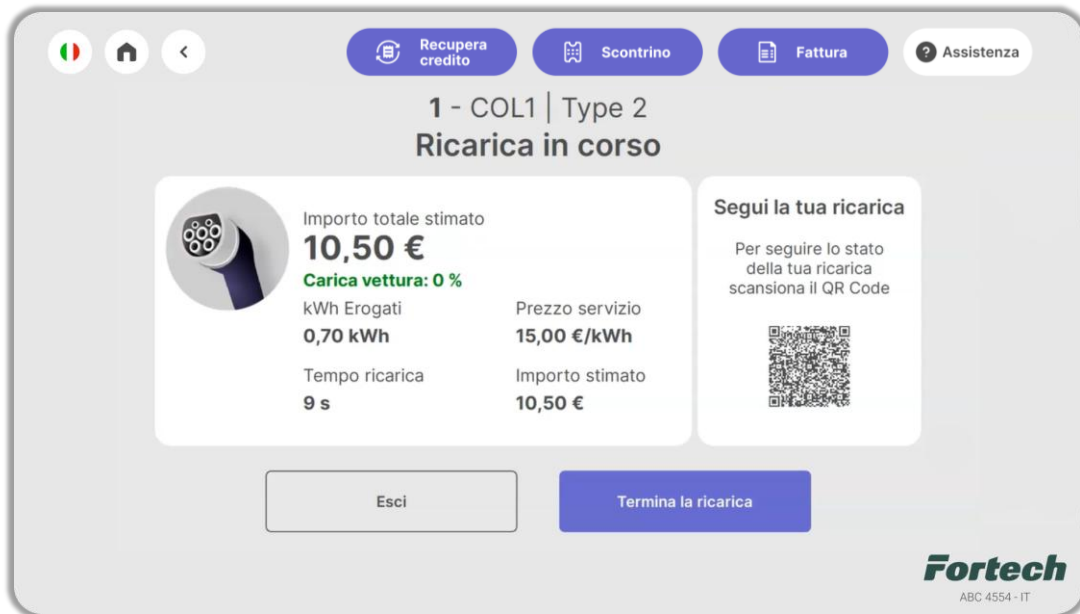 Recupera
credito
Scontrino
Fattura
? Assistenza
1 - COL1 | Type 2
Ricarica in corso
Importo totale stimato
10,50 €
Carica vettura: 0 %
kWh Erogati
Prezzo servizio
0,70 kWh
15,00 €/kWh
Tempo ricarica
Importo stimato
9 s
10,50 €
Segui la tua ricarica
Per seguire lo stato
della tua ricarica
scansiona il QR Code
Esci
Termina la ricarica
Fortech
ABC 4554 - IT